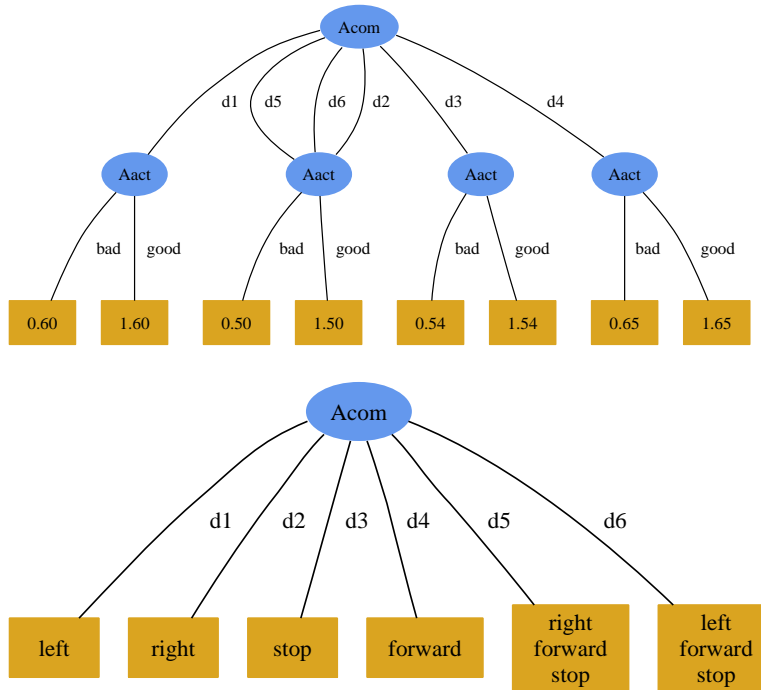 Acom
d1
d5
d6
d2
d3
d4
Aact
Aact
Aact
Aact
bad
good
bad
good
bad
good
bad
good
0.60
1.60
0.50
1.50
0.54
1.54
0.65
1.65
Acom
d1
d2
d3
d4
d5
d6
left
right
stop
forward
right
forward
stop
left
forward
stop